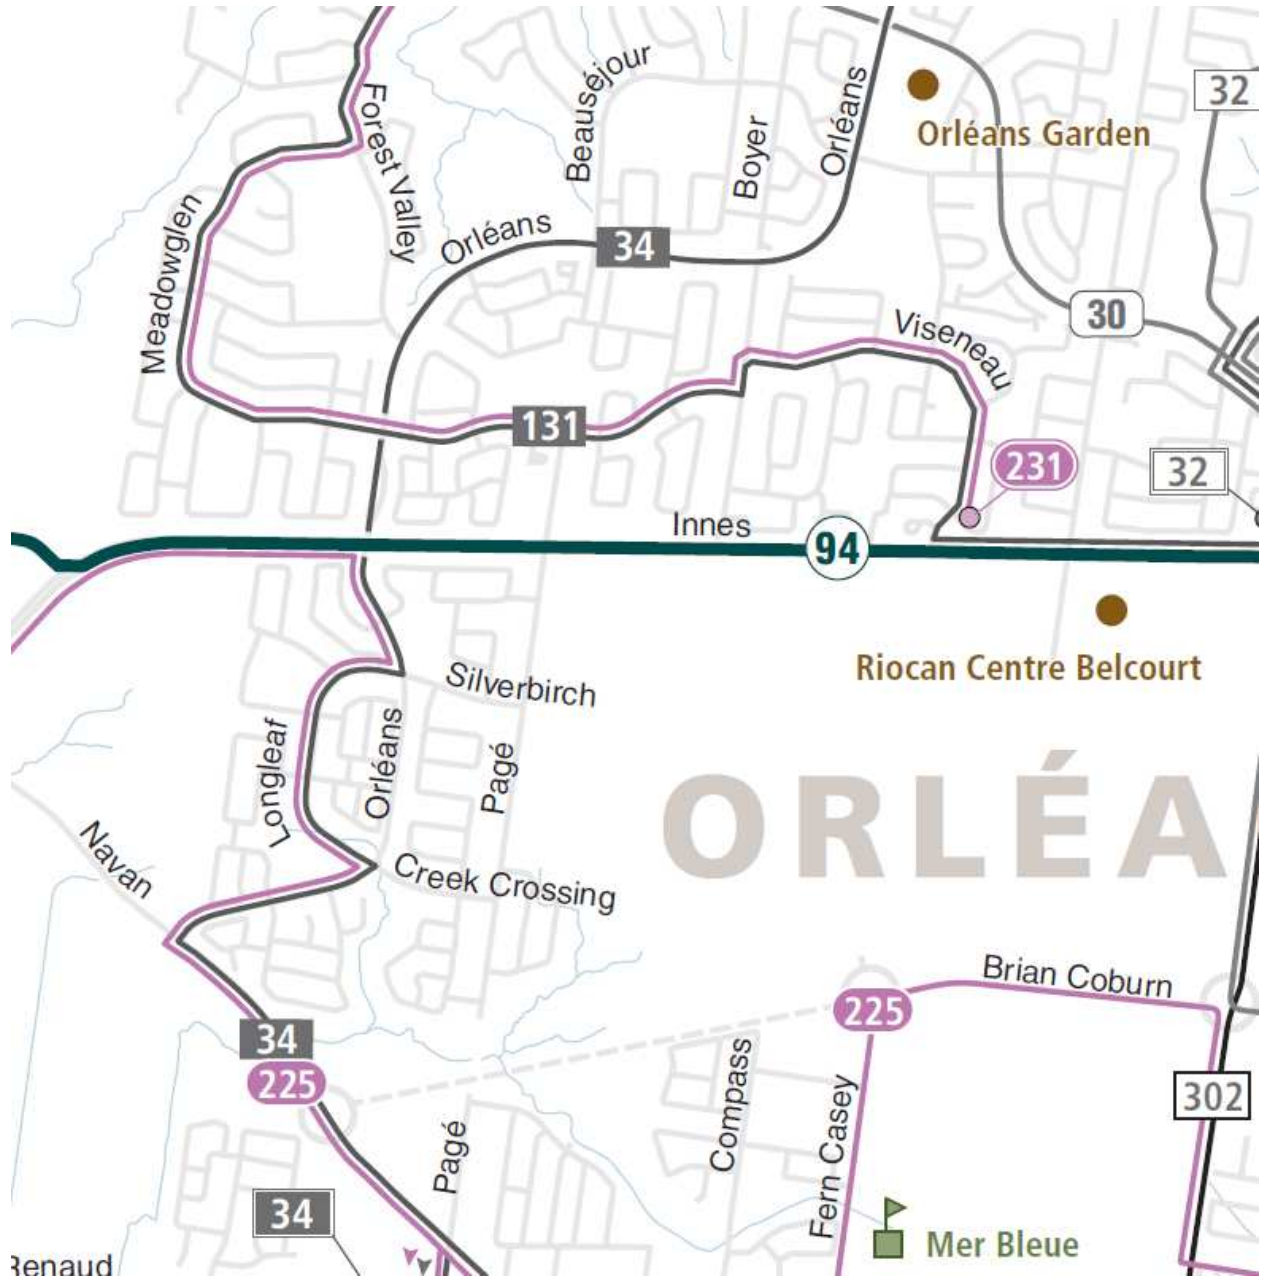 Beauséjour
Orléans
32
Forest Valley
Boyer
Orléans Garden
Meadowglen
Orléans
34
30
Viseneau
131
231
32
Innes
94
Riocan Centre Belcourt
Silverbirch
Longleaf
Orléans
Pagé
ORLÉA
Navan
Creek Crossing
Brian Coburn
225
34
225
Compass
Fern Casey
302
Pagé
34
Mer Bleue
Renaud